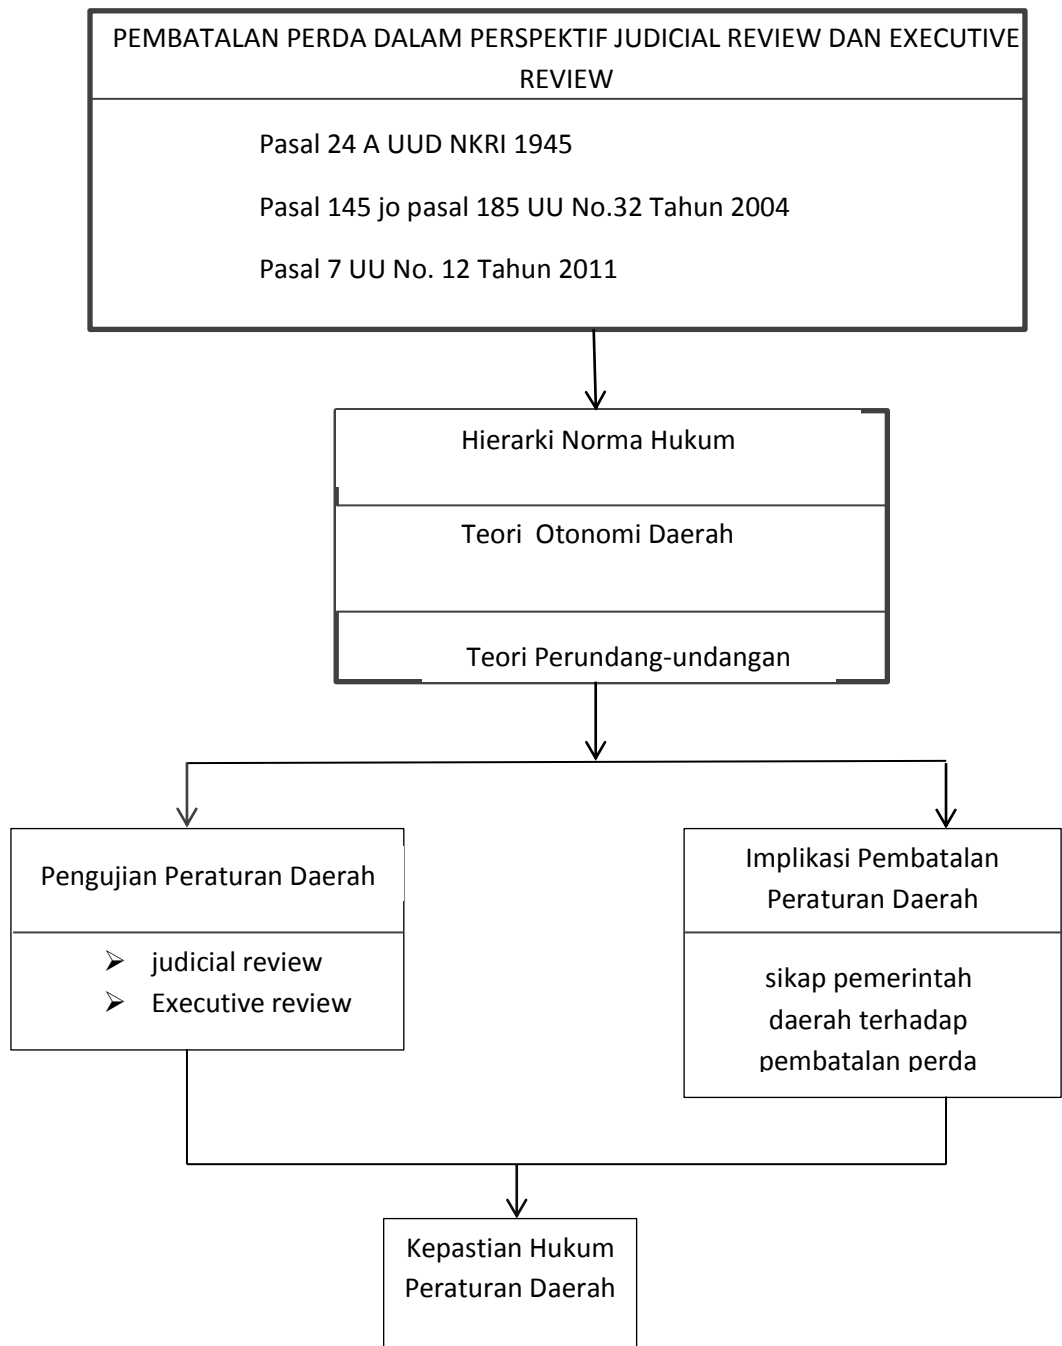 PEMBATALAN PERDA DALAM PERSPEKTIF JUDICIAL REVIEW DAN EXECUTIVE
REVIEW
Pasal 24 A UUD NKRI 1945
Pasal 145 jo pasal 185 UU No.32 Tahun 2004
Pasal 7 UU No. 12 Tahun 2011
Hierarki Norma Hukum
Teori Otonomi Daerah
Teori Perundang-undangan
Pengujian Peraturan Daerah
➢ judicial review
➢ Executive review
Implikasi Pembatalan
Peraturan Daerah
sikap pemerintah
daerah terhadap
pembatalan perda
Kepastian Hukum
Peraturan Daerah